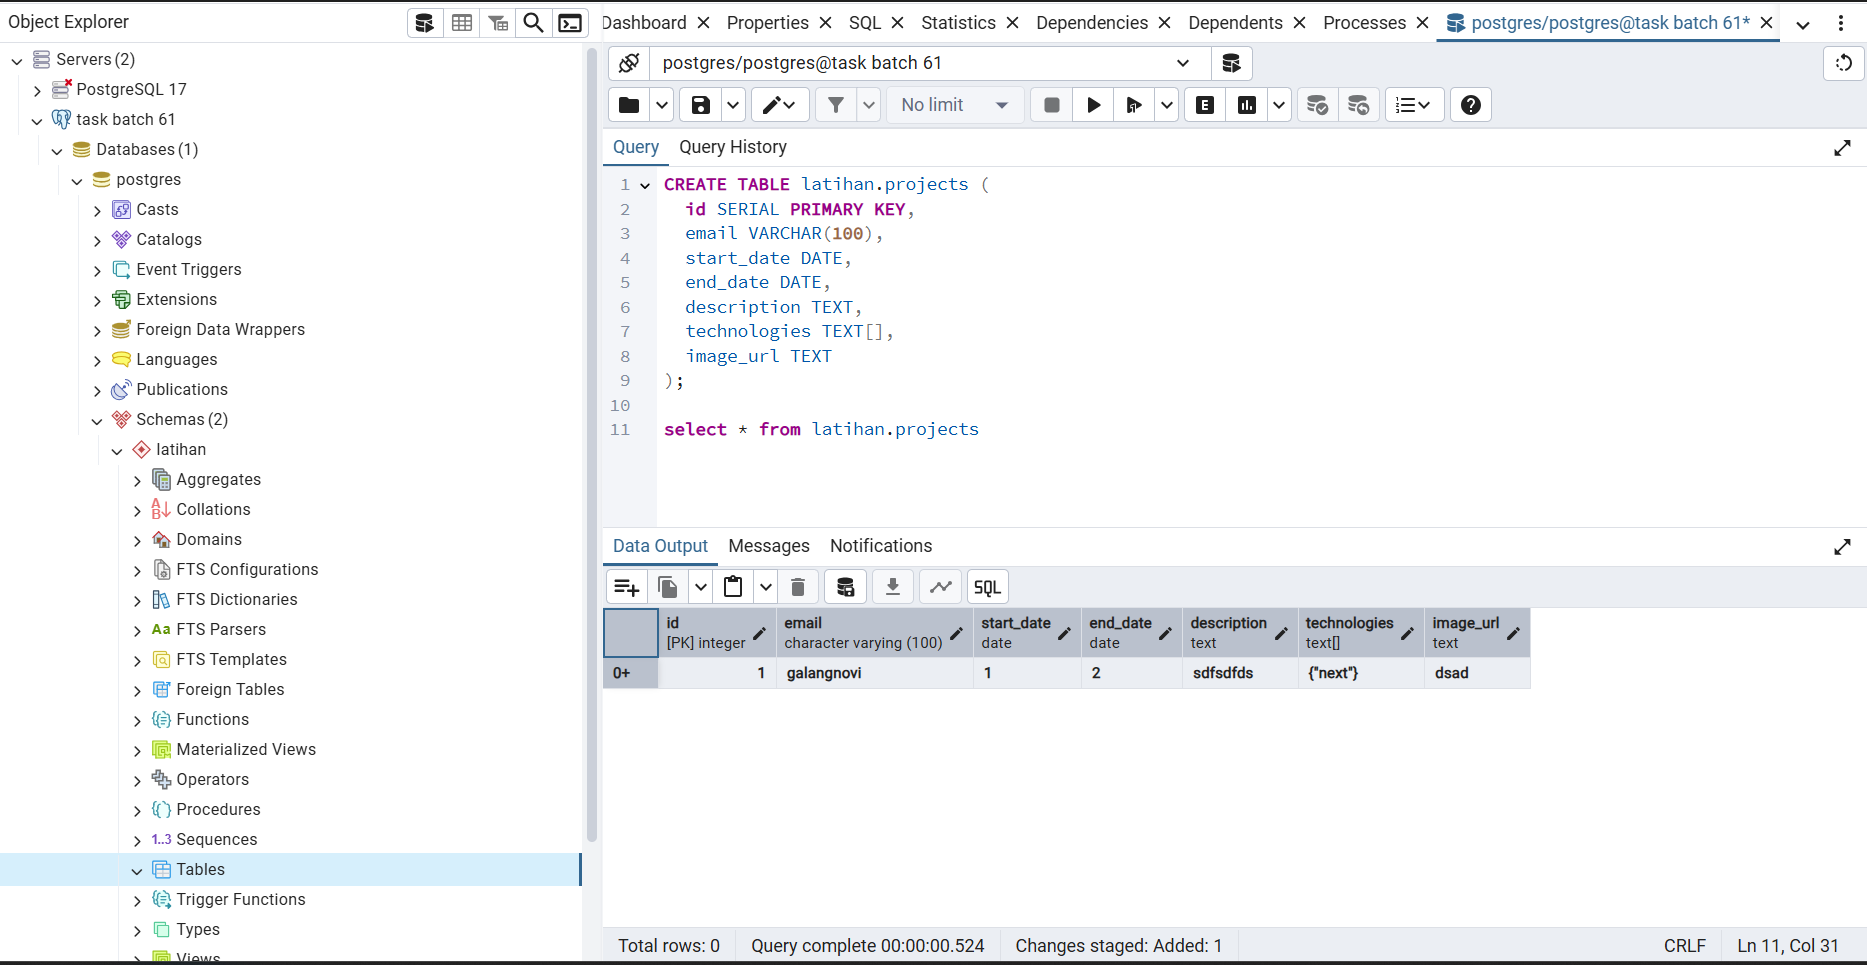 Object Explorer
Servers (2)
PostgreSQL 17
task batch 61
Databases (1)
postgres
Casts
Catalogs
Event Triggers
Extensions
Foreign Data Wrappers
Languages
Publications
Schemas (2)
latihan
Aggregates
Collations
Domains
FTS Configurations
FTS Dictionaries
Aa FTS Parsers
FTS Templates
Foreign Tables
Functions
Materialized Views
Operators
Procedures
1..3 Sequences
Tables
Trigger Functions
Types
Views
Dashboard Properties SQL Statistics Dependencies Dependents Processes postgres/postgres@task batch 61*
postgres/postgres@task batch 61
No limit
Query Query History
1 CREATE TABLE latihan.projects (
2 id SERIAL PRIMARY KEY,
3 email VARCHAR(100),
4 start_date DATE,
5 end_date DATE,
6 description TEXT,
7 technologies TEXT[],
8 image_url TEXT
9 );
10
11 select * from latihan.projects
Data Output Messages Notifications
SQL
id email start_date end_date description technologies image_url
[PK] integer character varying (100) date date text text[] text
0+ 1 galangnovi 1 2 sdfsdfds {"next"} dsad
Total rows: 0 Query complete 00:00:00.524 Changes staged: Added: 1 CRLF Ln 11, Col 31